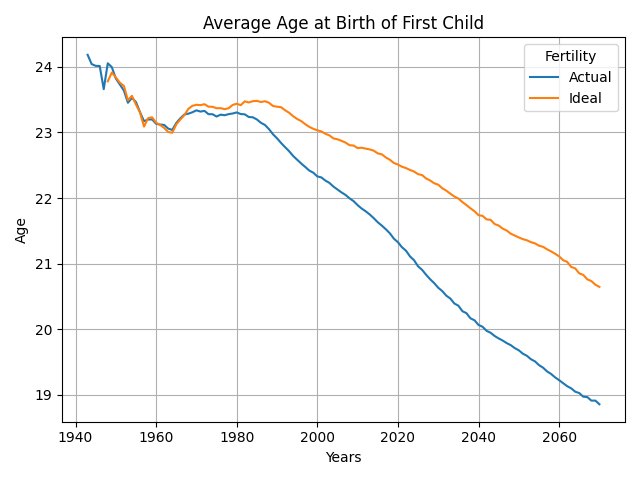 Average Age at Birth of First Child
Fertility
Actual
Ideal
24
23
22
21
20
19
Age
1940
1960
1980
2000
2020
2040
2060
Years